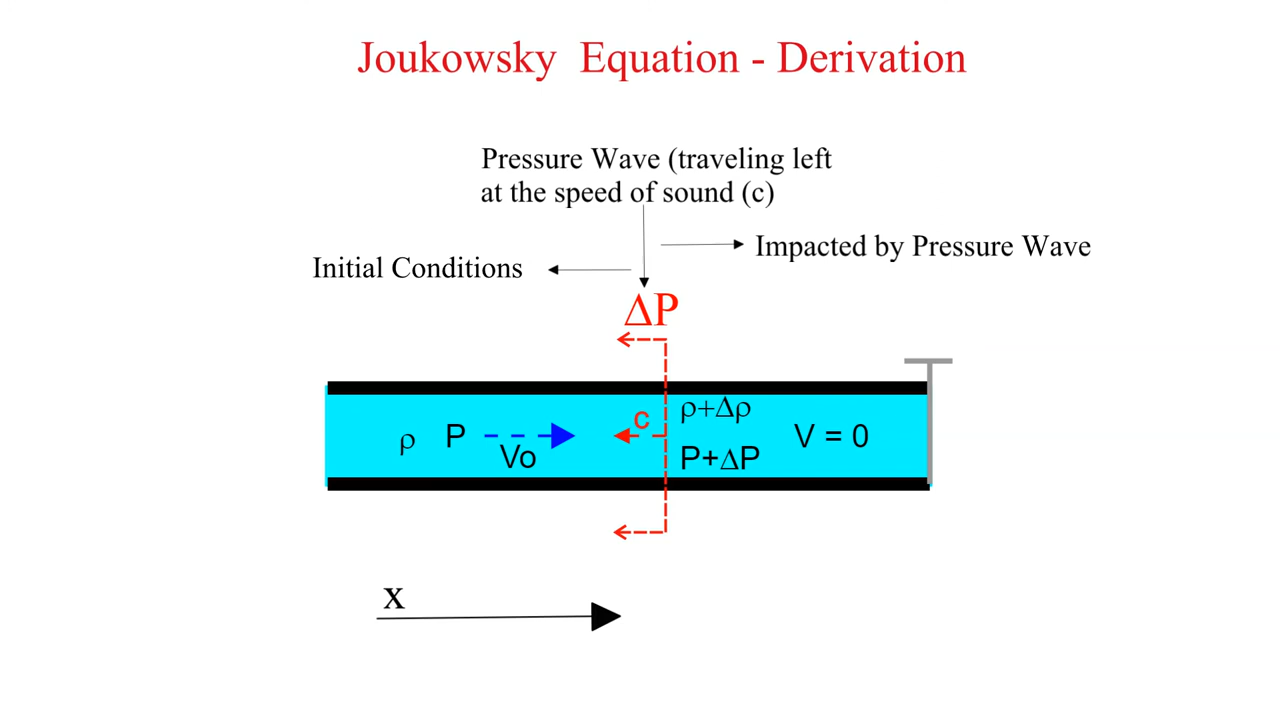 Joukowsky Equation - Derivation
Pressure Wave (traveling left
at the speed of sound (c)
Impacted by Pressure Wave
Initial Conditions
ΔP
c
ρ+Δρ
ρ P
Vo
V = 0
P+ΔP
x